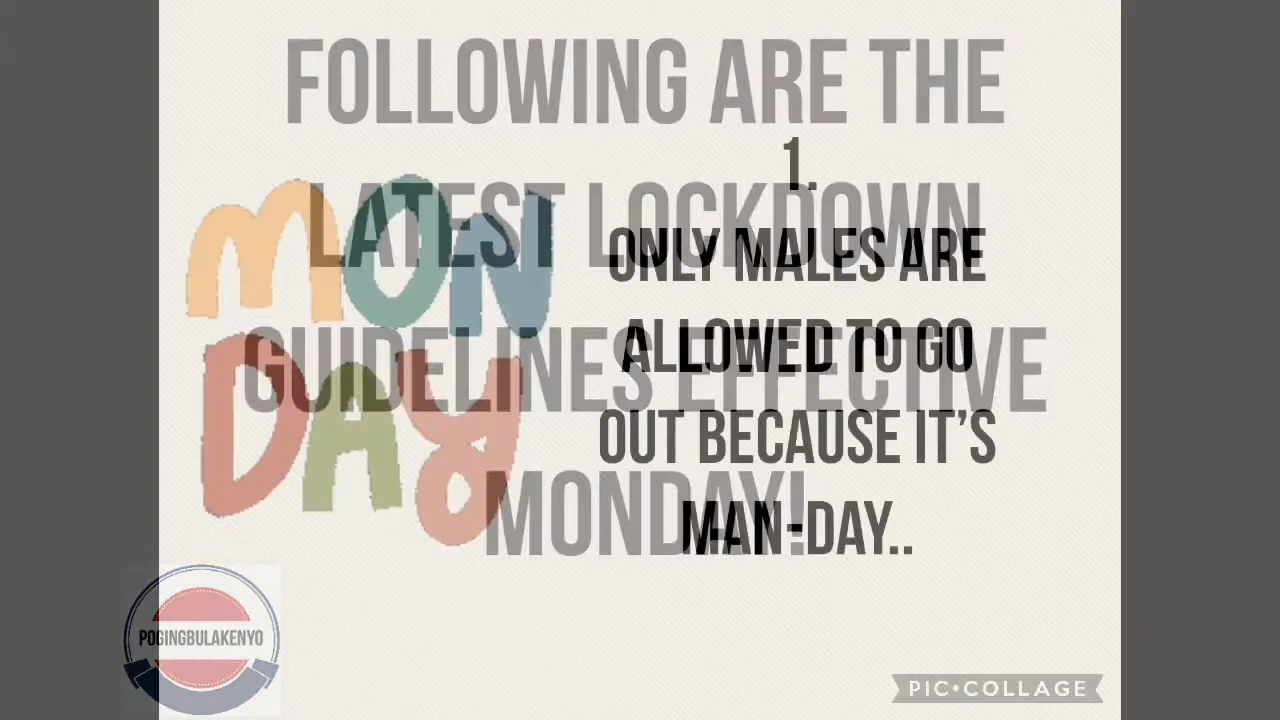 FOLLOWING ARE THE
LATEST LOCKDOWN
GUIDELINES EFFECTIVE
MONDAY!
MON
DAY
1.
ONLY MALES ARE
ALLOWED TO GO
OUT BECAUSE IT'S
MAN-DAY..
POGINGBULAKENYO
PIC•COLLAGE